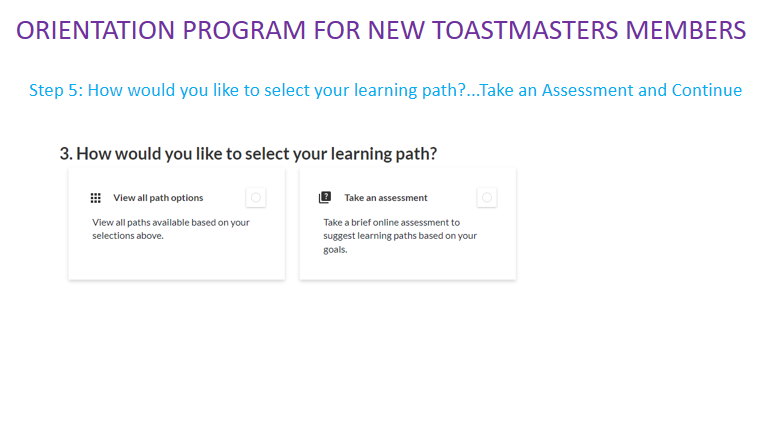 ORIENTATION PROGRAM FOR NEW TOASTMASTERS MEMBERS
Step 5: How would you like to select your learning path?...Take an Assessment and Continue
3. How would you like to select your learning path?
View all path options
View all paths available based on your
selections above.
Take an assessment
Take a brief online assessment to
suggest learning paths based on your
goals.